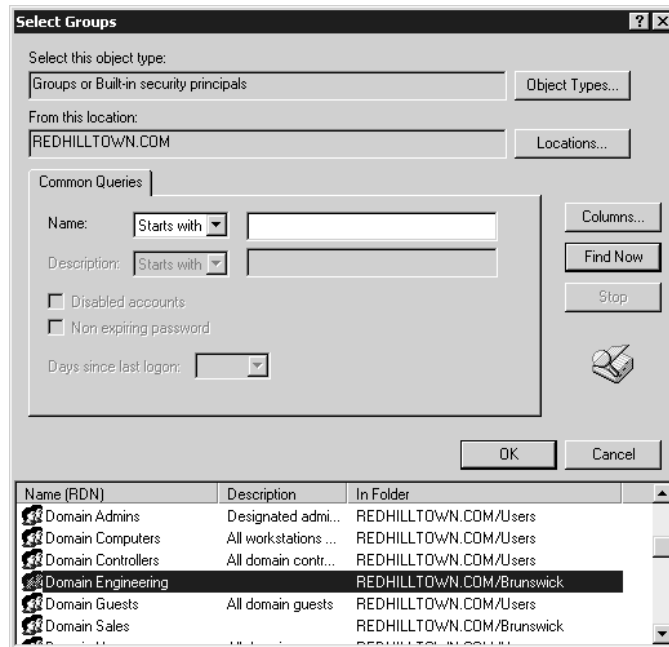 Select Groups
Select this object type:
Groups or Built-in security principals
Object Types...
From this location:
REDHILLTOWN.COM
Locations...
Common Queries
Name: Starts with
Description: Starts with
Disabled accounts
Non expiring password
Days since last logon:
Columns...
Find Now
Stop
OK Cancel
Name (RDN) Description In Folder
Domain Admins Designated admi... REDHILLTOWN.COM/Users
Domain Computers All workstations ... REDHILLTOWN.COM/Users
Domain Controllers All domain contr... REDHILLTOWN.COM/Users
Domain Engineering REDHILLTOWN.COM/Brunswick
Domain Guests All domain guests REDHILLTOWN.COM/Users
Domain Sales REDHILLTOWN.COM/Brunswick